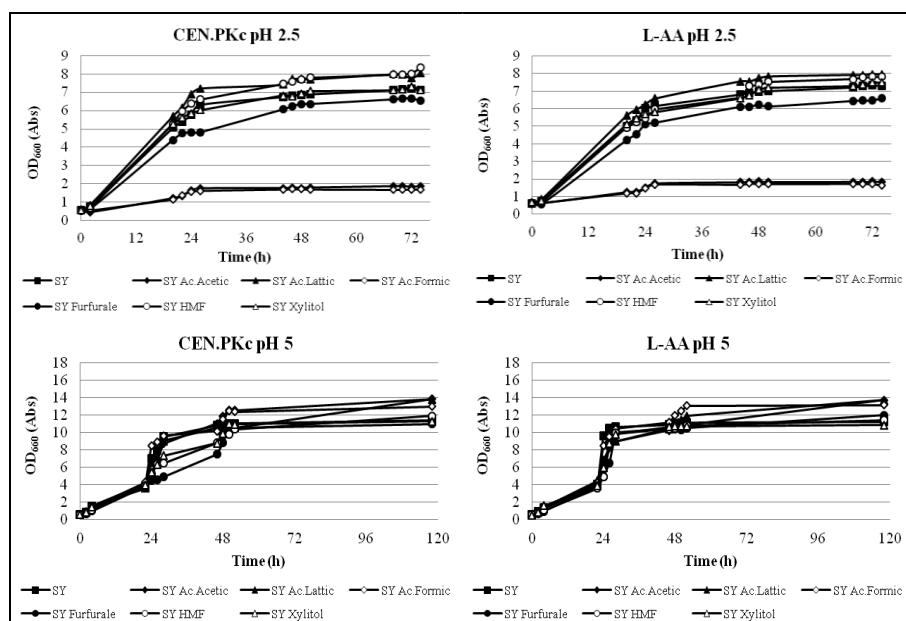 CEN.PKc pH 2.5
OD660 (Abs)
9
8
7
6
5
4
3
2
1
0
0 12 24 36 48 60 72
Time (h)
SY SY Ac.Acetic SY Ac.Lattic SY Ac.Formic
SY Furfurale SY HMF SY Xylitol
L-AA pH 2.5
OD660 (Abs)
9
8
7
6
5
4
3
2
1
0
0 12 24 36 48 60 72
Time (h)
SY SY Ac.Acetic SY Ac.Lattic SY Ac.Formic
SY Furfurale SY HMF SY Xylitol
CEN.PKc pH 5
OD660 (Abs)
18
16
14
12
10
8
6
4
2
0
0 24 48 72 96 120
Time (h)
SY SY Ac.Acetic SY Ac.Lattic SY Ac.Formic
SY Furfurale SY HMF SY Xylitol
L-AA pH 5
OD660 (Abs)
18
16
14
12
10
8
6
4
2
0
0 24 48 72 96 120
Time (h)
SY SY Ac.Acetic SY Ac.Lattic SY Ac.Formic
SY Furfurale SY HMF SY Xylitol